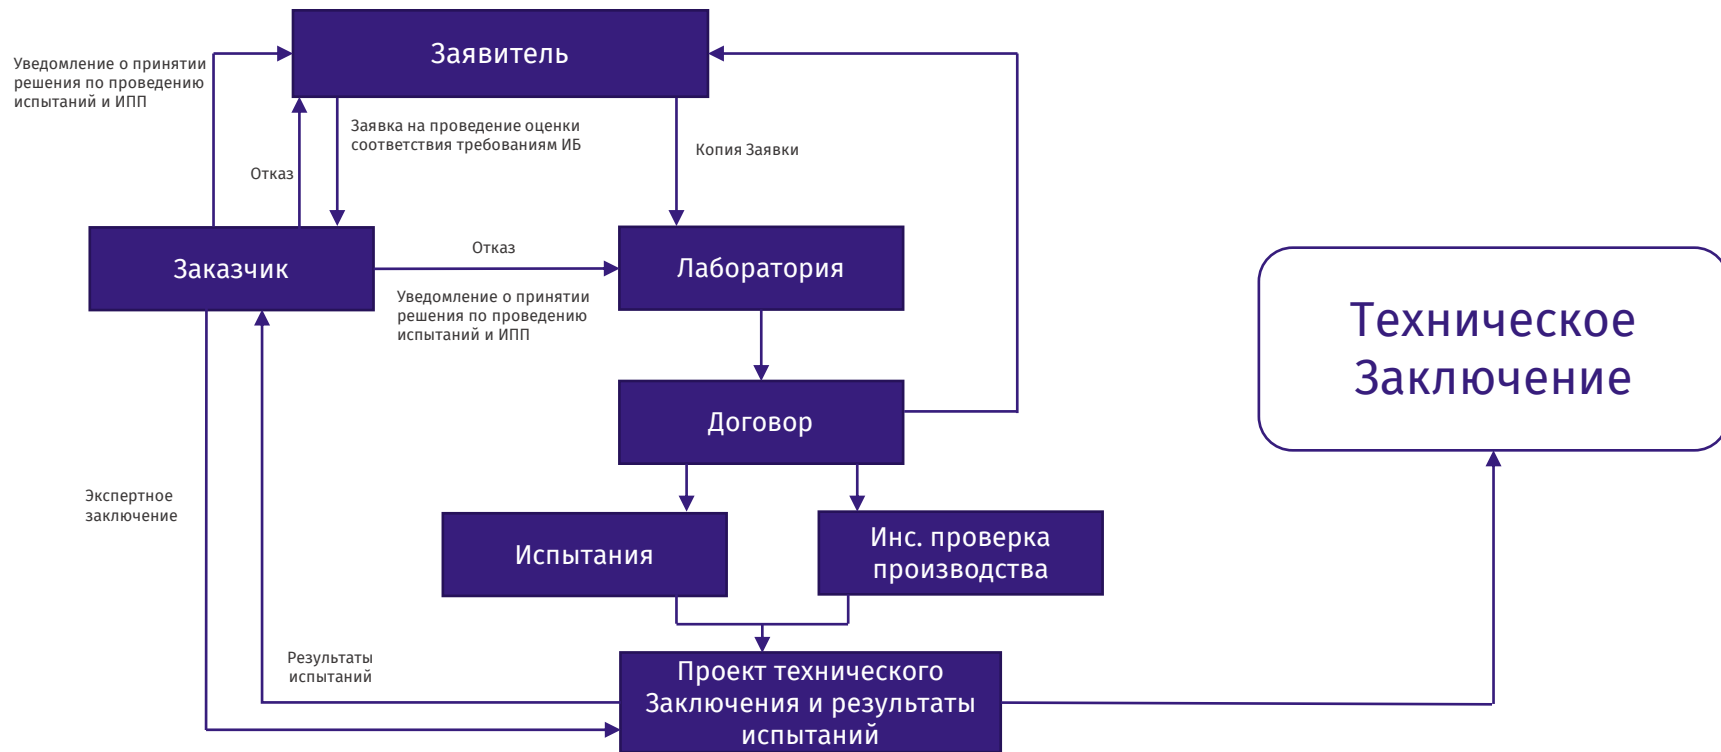 Заявитель
Уведомление о принятии
решения по проведению
испытаний и ИПП
Заявка на проведение оценки
соответствия требованиям ИБ
Копия Заявки
Отказ
Заказчик
Отказ
Лаборатория
Уведомление о принятии
решения по проведению
испытаний и ИПП
Техническое
Заключение
Договор
Экспертное
заключение
Испытания
Инс. проверка
производства
Результаты
испытаний
Проект технического
Заключения и результаты
испытаний